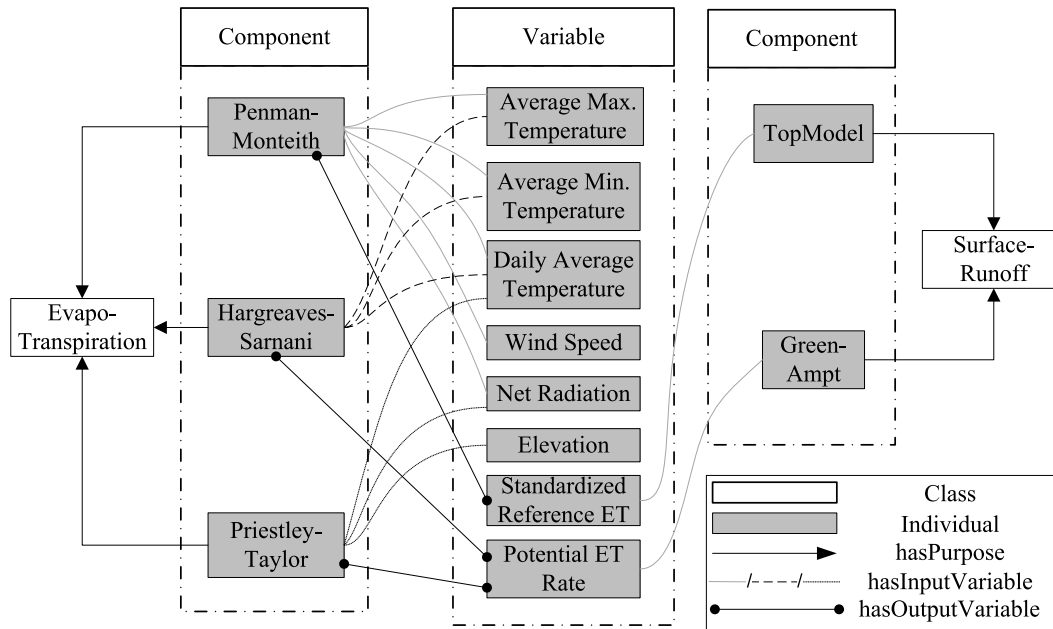 Component
Variable
Component
Penman-
Monteith
Hargreaves-
Sarnani
Priestley-
Taylor
Evapo-
Transpiration
Average Max.
Temperature
Average Min.
Temperature
Daily Average
Temperature
Wind Speed
Net Radiation
Elevation
Standardized
Reference ET
Potential ET
Rate
TopModel
Green-
Ampt
Surface-
Runoff
Class
Individual
hasPurpose
/ / hasInputVariable
hasOutputVariable